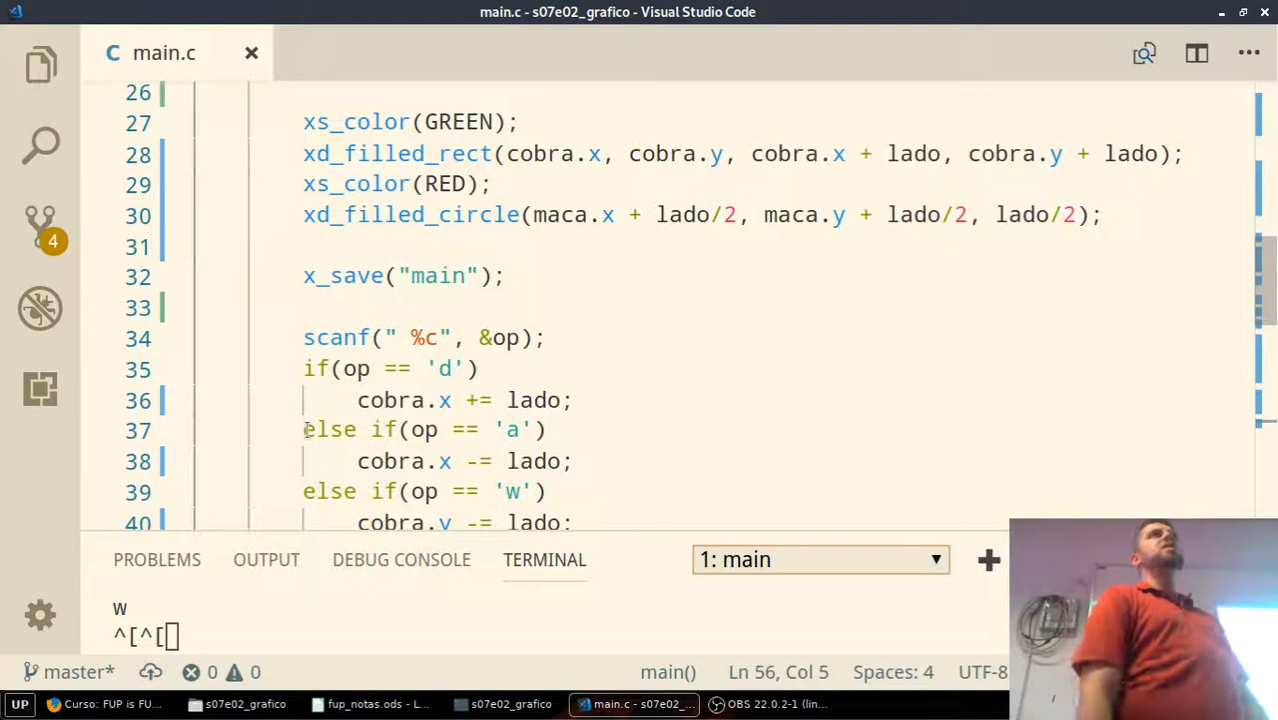 main.c - s07e02_grafico - Visual Studio Code
C main.c
26
27 xs_color(GREEN);
28 xd_filled_rect(cobra.x, cobra.y, cobra.x + lado, cobra.y + lado);
29 xs_color(RED);
30 xd_filled_circle(maca.x + lado/2, maca.y + lado/2, lado/2);
31
32 x_save("main");
33
34 scanf(" %c", &op);
35 if(op == 'd')
36 cobra.x += lado;
37 else if(op == 'a')
38 cobra.x -= lado;
39 else if(op == 'w')
40 cobra.y -= lado;
4
PROBLEMS OUTPUT DEBUG CONSOLE TERMINAL 1: main
w
^[^[
master* 0 0 main() Ln 56, Col 5 Spaces: 4 UTF-8
UP Curso: FUP is FU... s07e02_grafico fup_notas.ods - L... s07e02_grafico main.c - s07e02_... OBS 22.0.2-1 (lin...